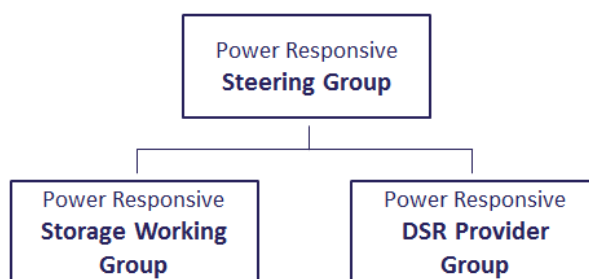 Power Responsive
Steering Group
Power Responsive
Storage Working
Group
Power Responsive
DSR Provider
Group